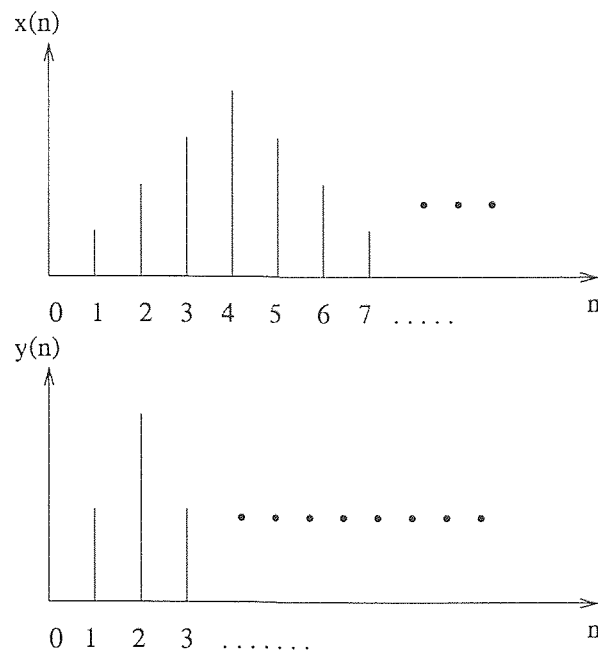 x(n)
0 1 2 3 4 5 6 7 .....
n
y(n)
0 1 2 3 .......
n